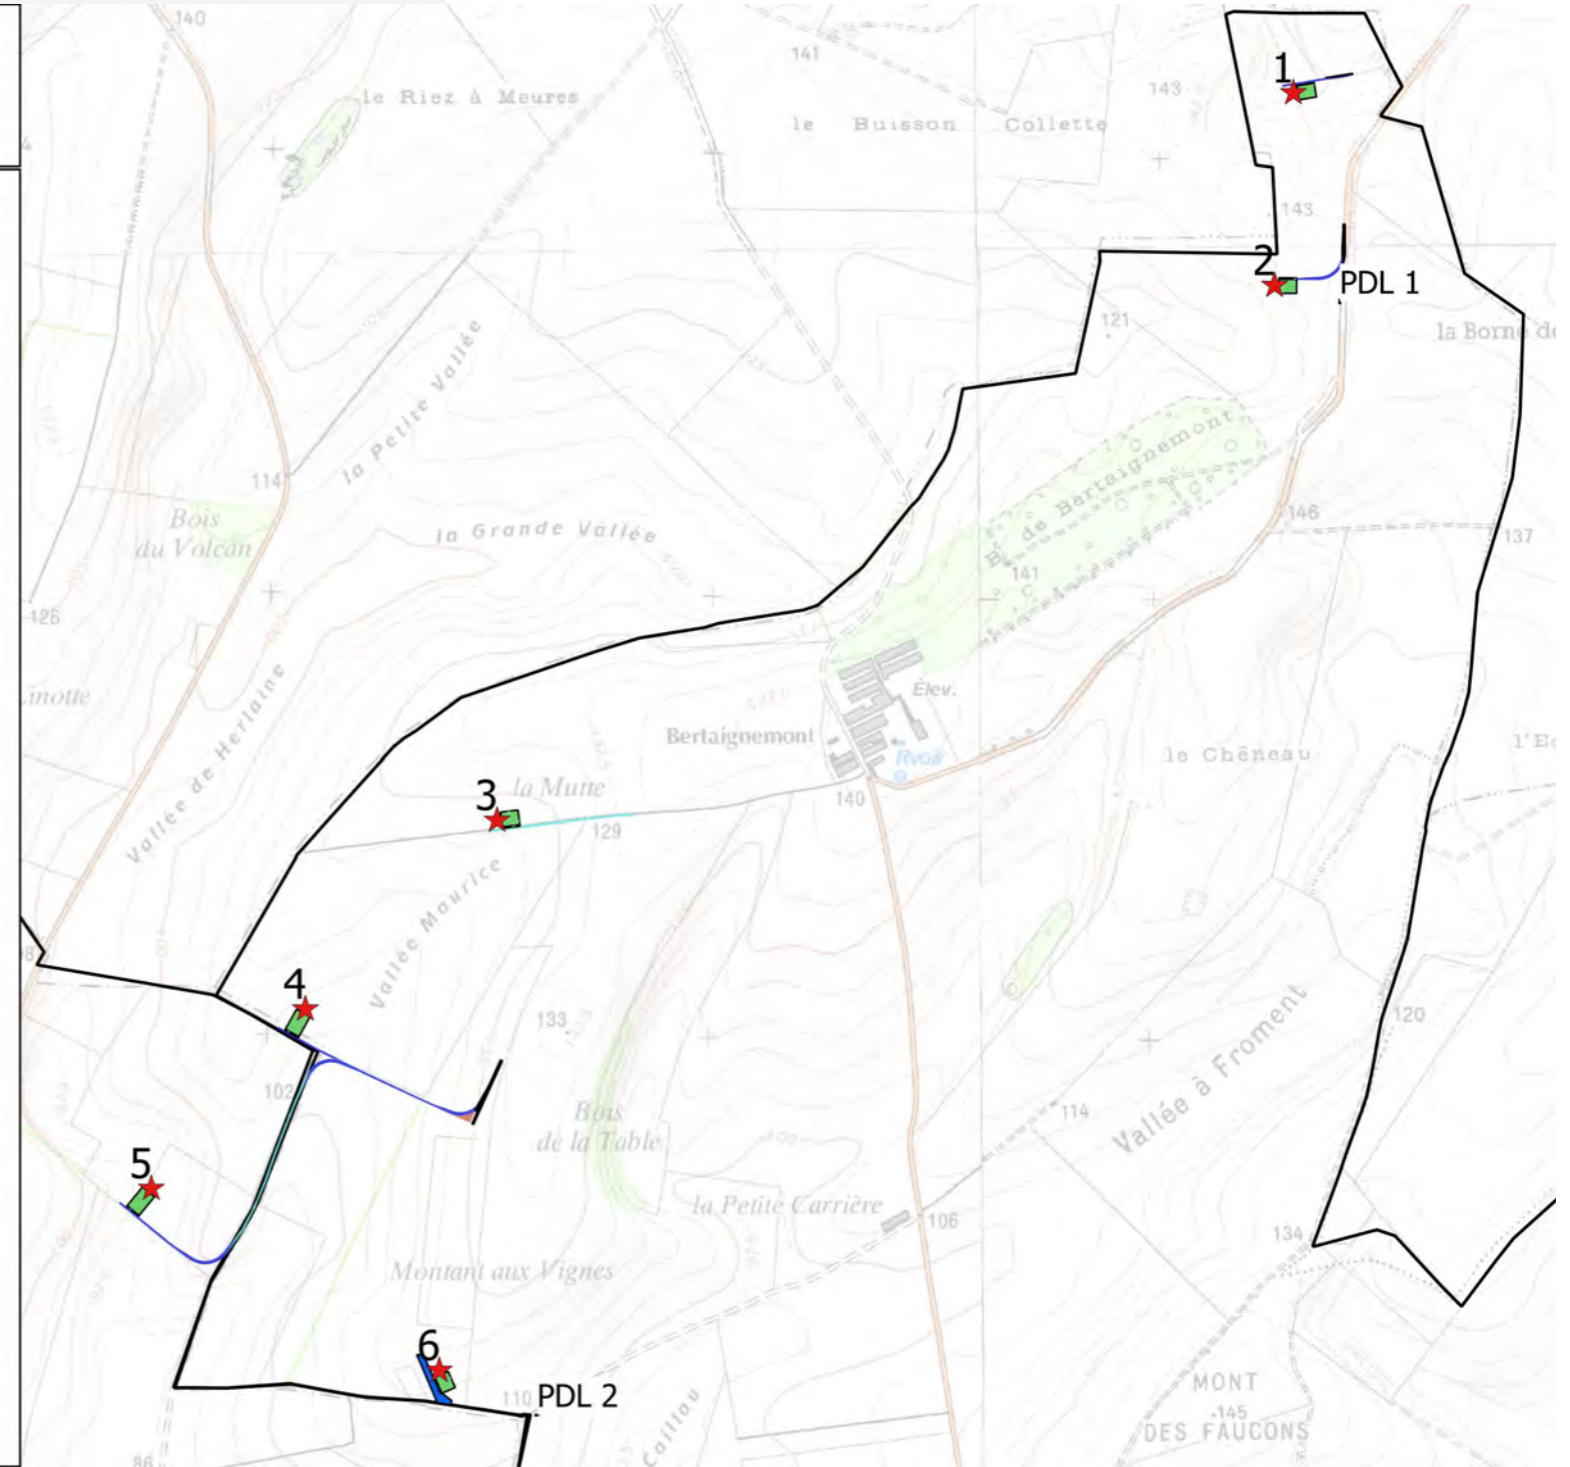 140
141
1
143
le Riez à Meures
le Buisson Collette
143
2
PDL 1
121
la Borne de
la Petite Vallée
114
B. de Bertaignemont
Bois
du Volcan
la Grande Vallée
146
137
141
126
Élev.
Linotte
Vallée de Herlaine
Bertaignemont
Rvoir
le Chêneau
la Mutte
3
140
129
Vallée Maurice
4
133
120
102
Bois
de la Table
114
Vallée à Froment
100
5
la Petite Carrière
106
134
Montant aux Vignes
6
110
PDL 2
MONT
145
DES FAUCONS
Caillau
86